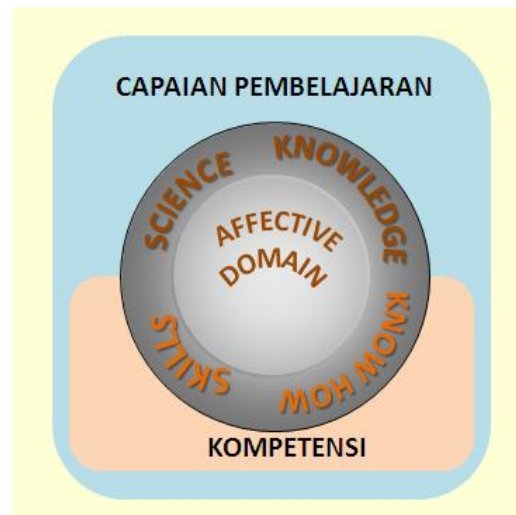 CAPAIAN PEMBELAJARAN
SCIENCE
KNOWLEDGE
AFFECTIVE
DOMAIN
SKILLS
KNOW HOW
KOMPETENSI